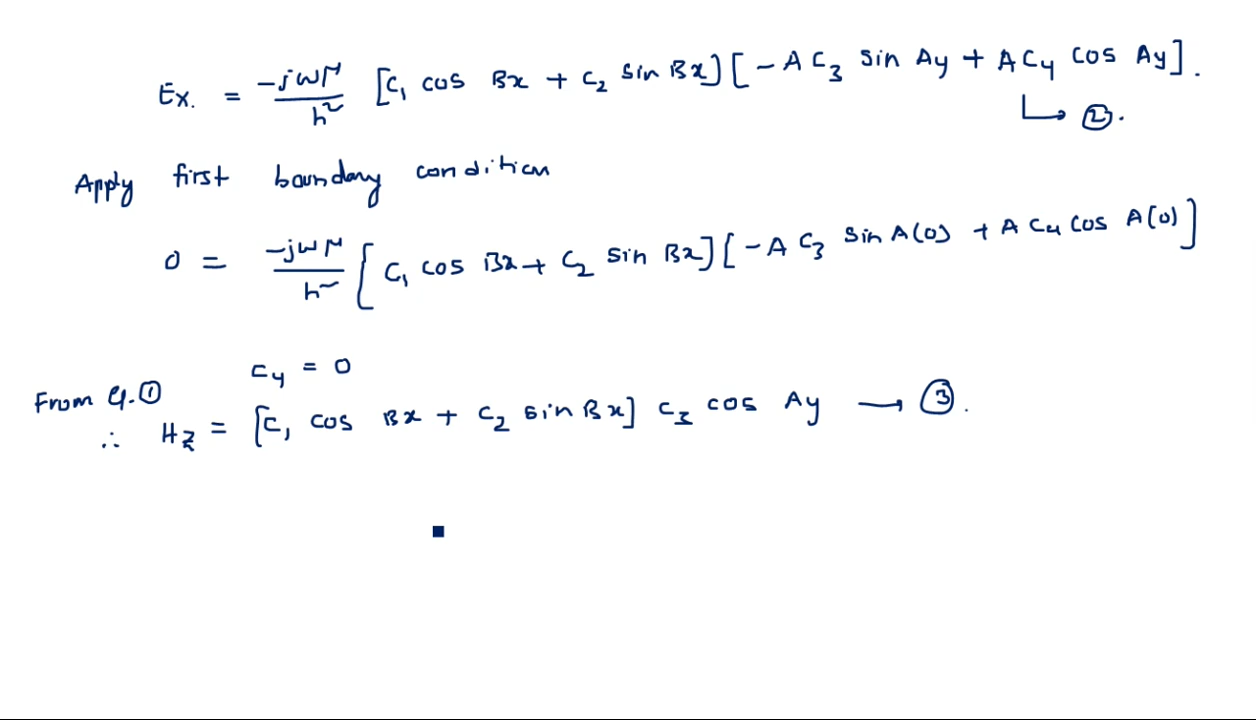 Ex. = -jωμ/h² [C₁ cos Bx + C₂ sin Bx] [-A C₃ sin Ay + A C₄ cos Ay].
↳ ②.
Apply first boundary condition
0 = -jωμ/h² [C₁ cos Bx + C₂ sin Bx] [-A C₃ sin A(0) + A C₄ cos A(0)]
C₄ = 0
From Eq.①
∴ Hz = [C₁ cos Bx + C₂ sin Bx] C₃ cos Ay → ③.